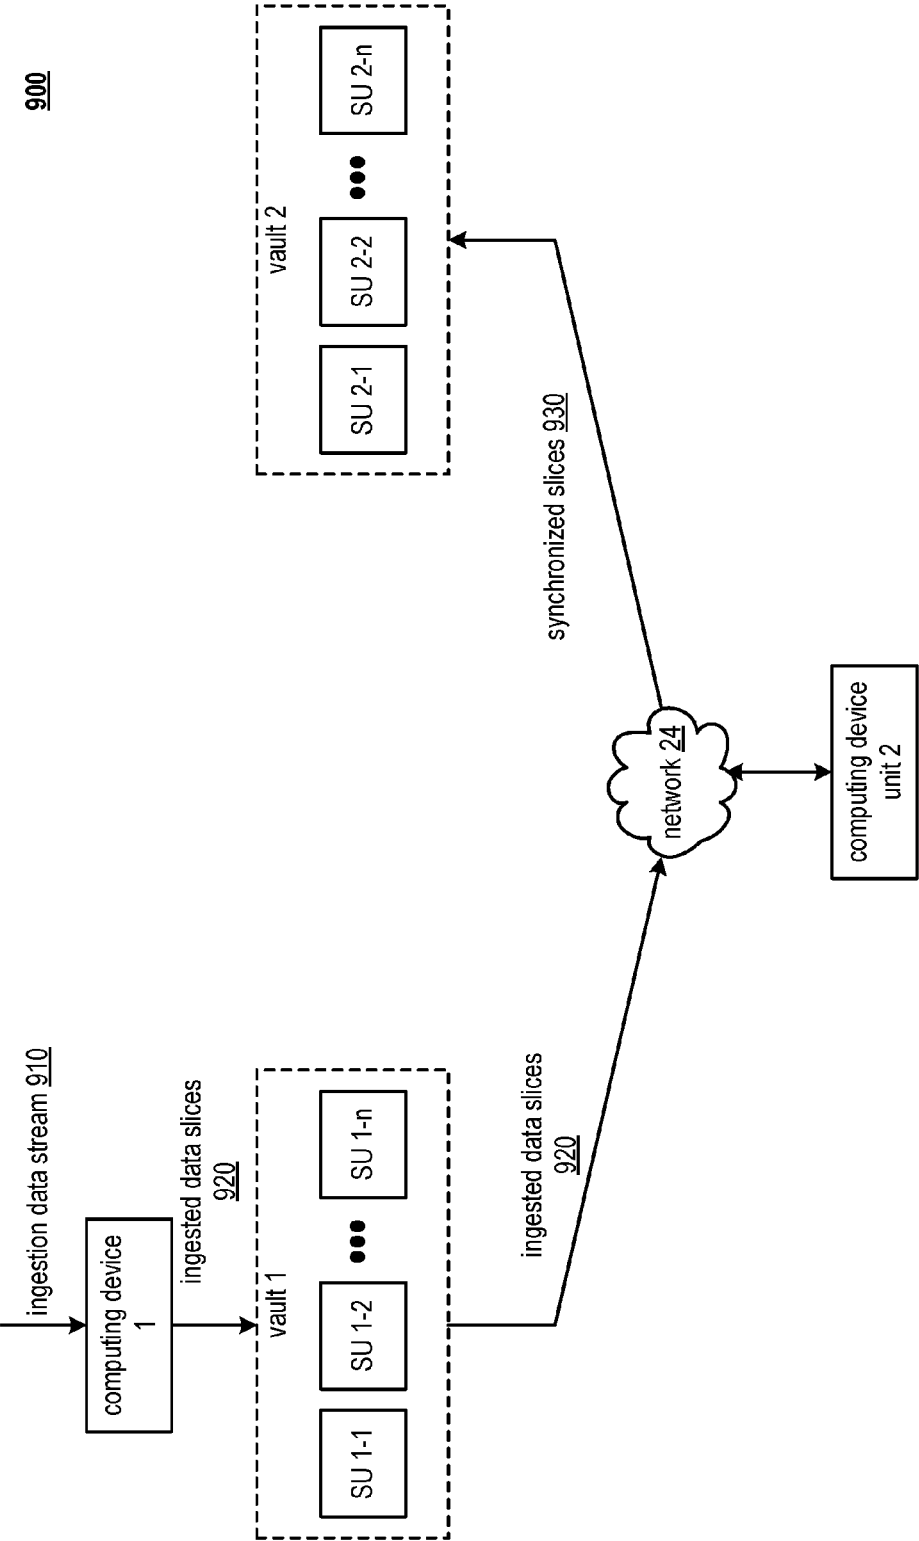 900
ingestion data stream 910
computing device
1
ingested data slices
920
vault 1
SU 1-1
SU 1-2
SU 1-n
vault 2
SU 2-1
SU 2-2
SU 2-n
ingested data slices
920
synchronized slices 930
network 24
computing device
unit 2